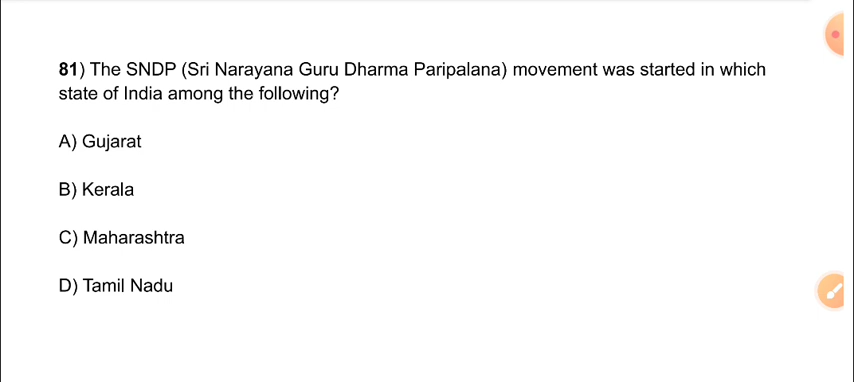 81) The SNDP (Sri Narayana Guru Dharma Paripalana) movement was started in which
state of India among the following?
A) Gujarat
B) Kerala
C) Maharashtra
D) Tamil Nadu